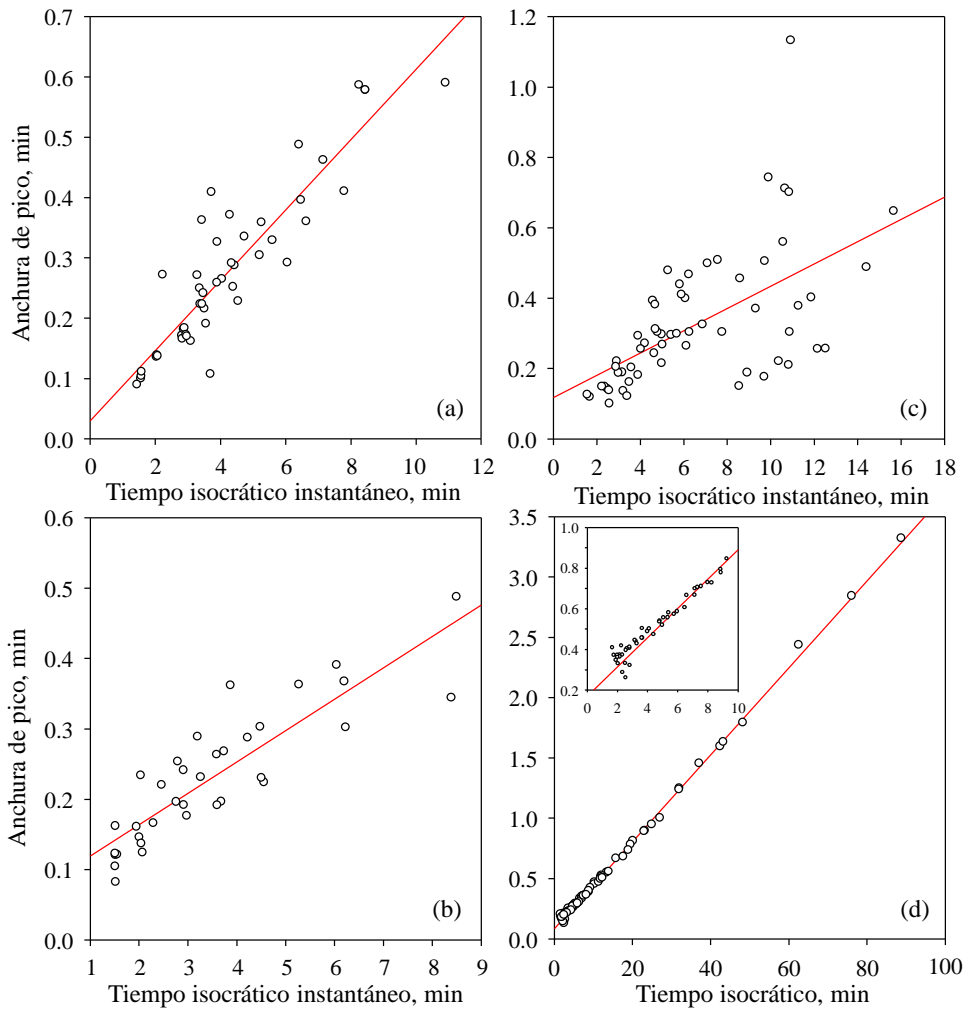 0.7
0.6
0.5
0.4
0.3
0.2
0.1
0.0
Anchura de pico, min
(a)
0 2 4 6 8 10 12
Tiempo isocrático instantáneo, min
1.2
1.0
0.8
0.6
0.4
0.2
0.0
(c)
0 2 4 6 8 10 12 14 16 18
Tiempo isocrático instantáneo, min
0.6
0.5
0.4
0.3
0.2
0.1
0.0
Anchura de pico, min
(b)
1 2 3 4 5 6 7 8 9
Tiempo isocrático instantáneo, min
3.5
3.0
2.5
2.0
1.5
1.0
0.5
0.0
1.0
0.8
0.6
0.4
0.2
0 2 4 6 8 10
(d)
0 20 40 60 80 100
Tiempo isocrático, min